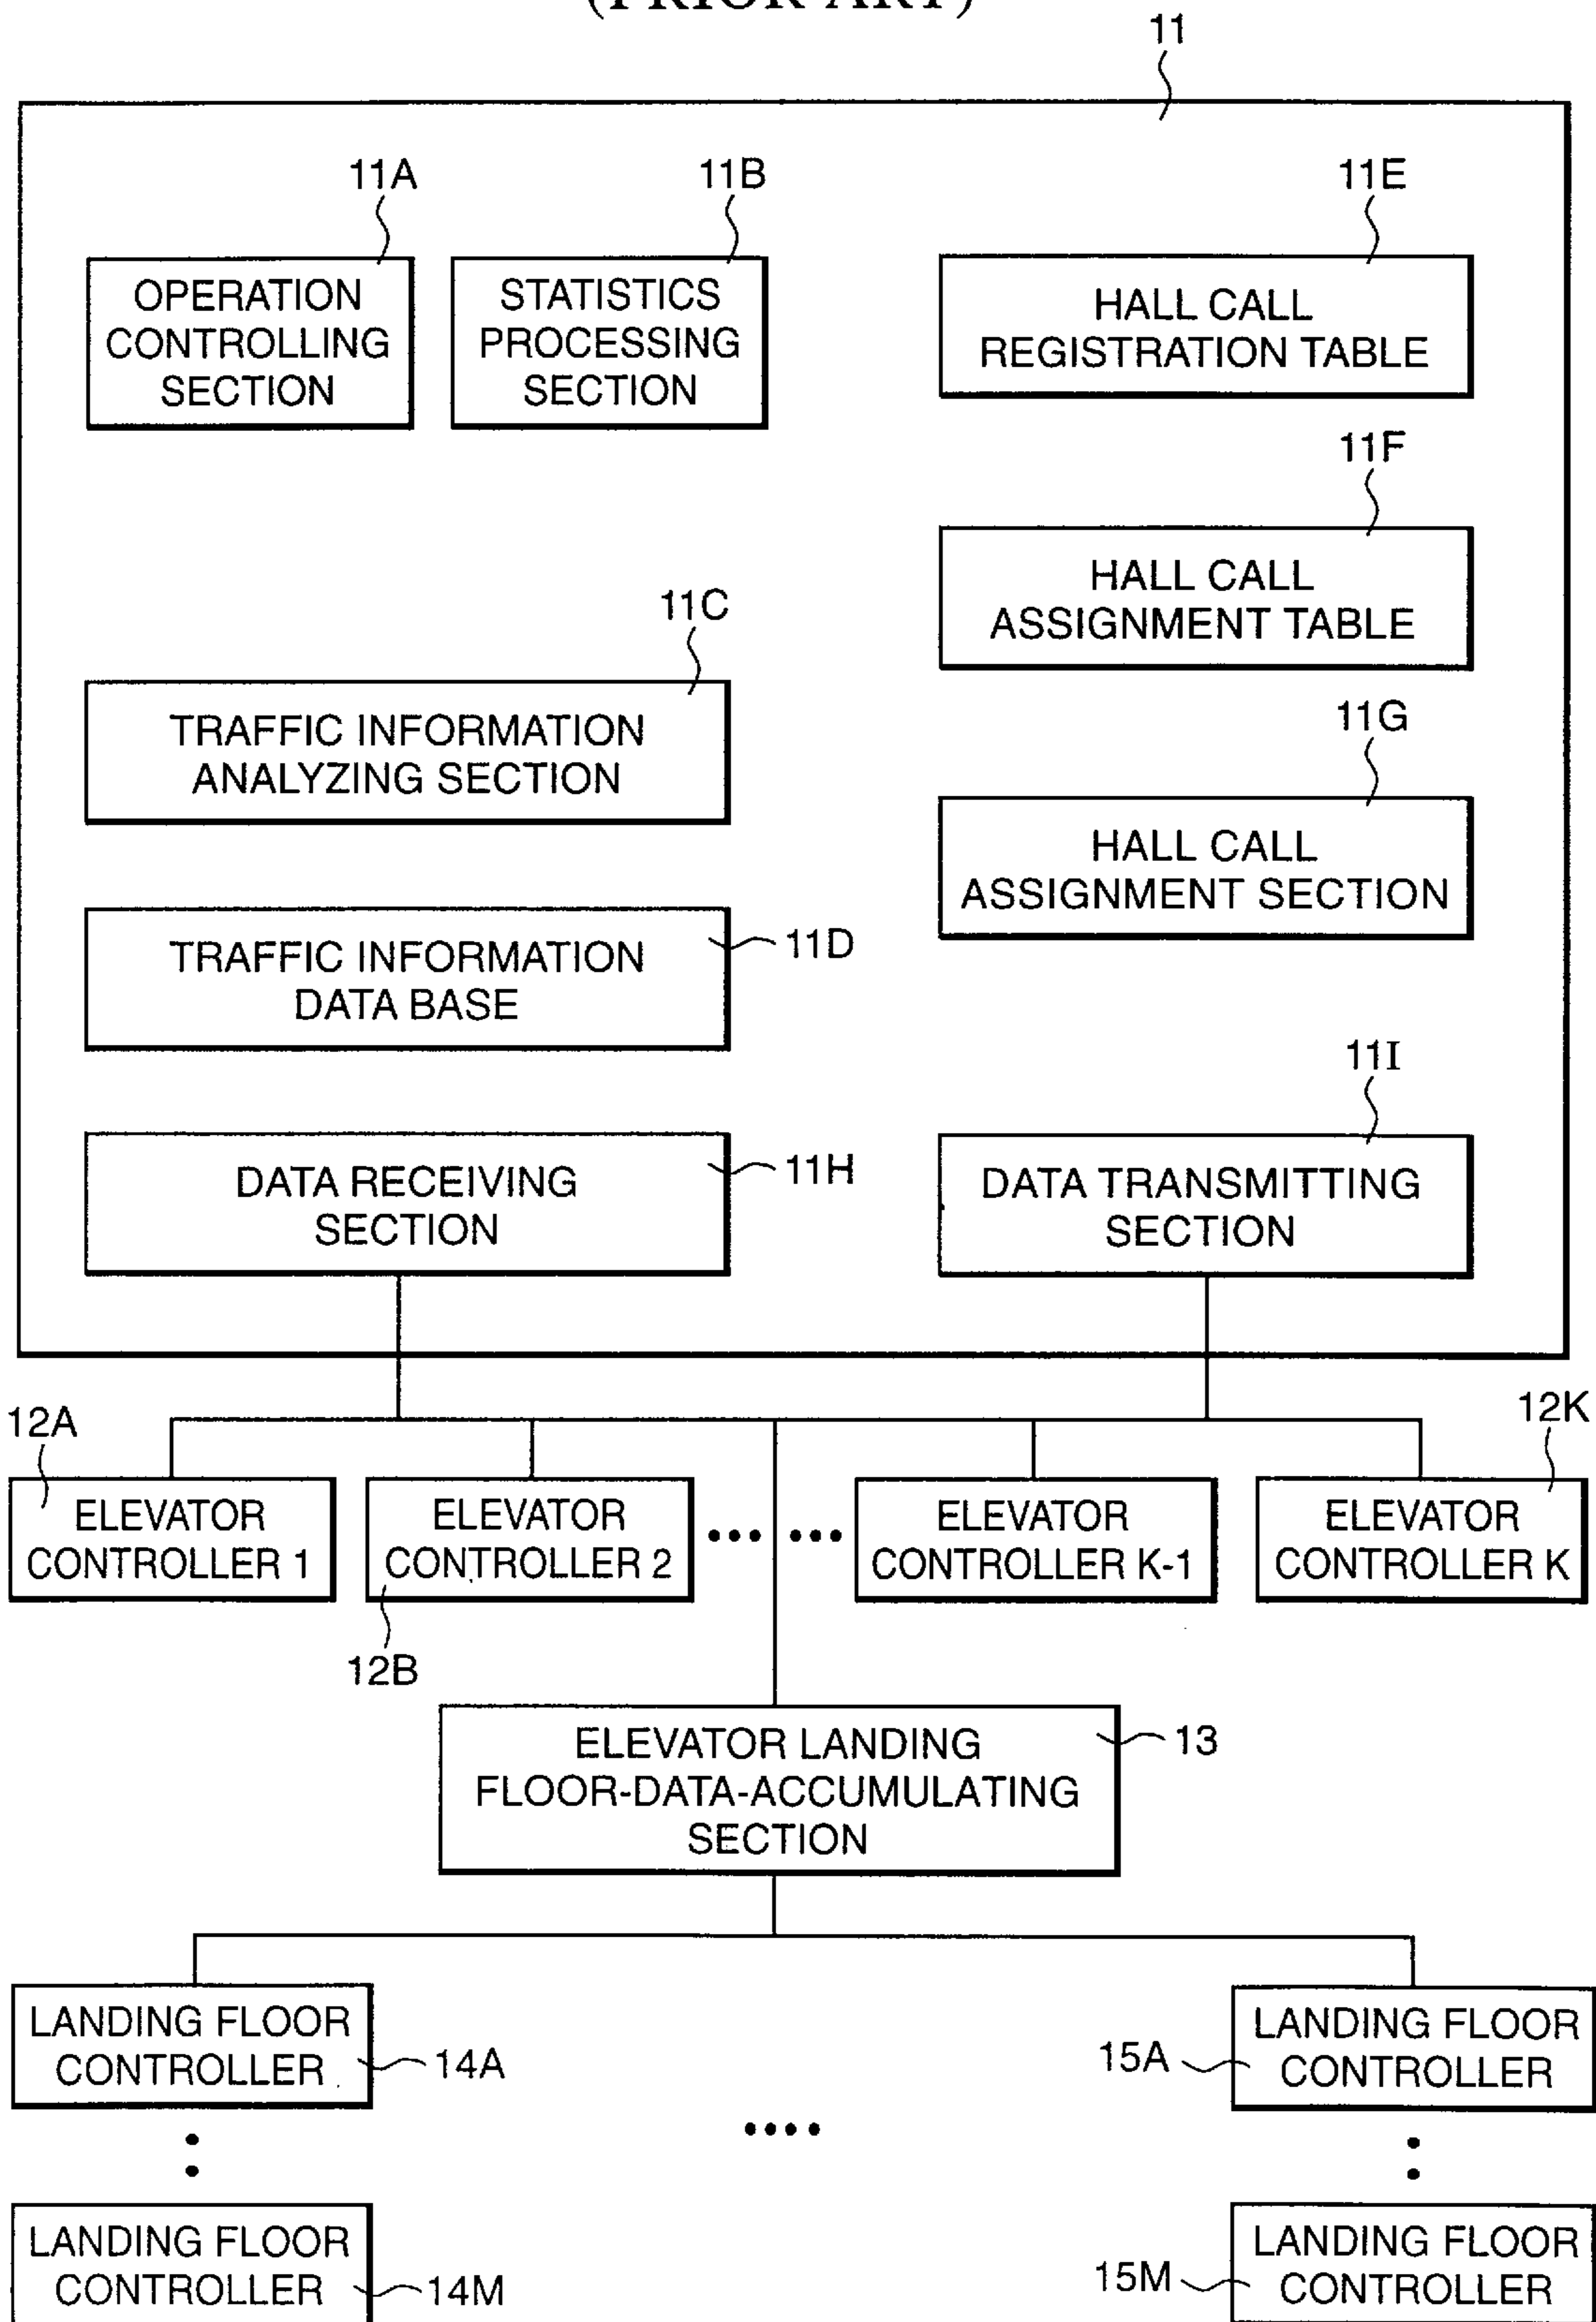 (PRIOR ART)
11
11A
11B
11E
OPERATION
CONTROLLING
SECTION
STATISTICS
PROCESSING
SECTION
HALL CALL
REGISTRATION TABLE
11F
HALL CALL
ASSIGNMENT TABLE
11C
TRAFFIC INFORMATION
ANALYZING SECTION
11G
HALL CALL
ASSIGNMENT SECTION
TRAFFIC INFORMATION
DATA BASE
11D
11I
DATA RECEIVING
SECTION
11H
DATA TRANSMITTING
SECTION
12A
12K
ELEVATOR
CONTROLLER 1
ELEVATOR
CONTROLLER 2
ELEVATOR
CONTROLLER K-1
ELEVATOR
CONTROLLER K
12B
ELEVATOR LANDING
FLOOR-DATA-ACCUMULATING
SECTION
13
LANDING FLOOR
CONTROLLER
14A
15A
LANDING FLOOR
CONTROLLER
LANDING FLOOR
CONTROLLER
14M
15M
LANDING FLOOR
CONTROLLER